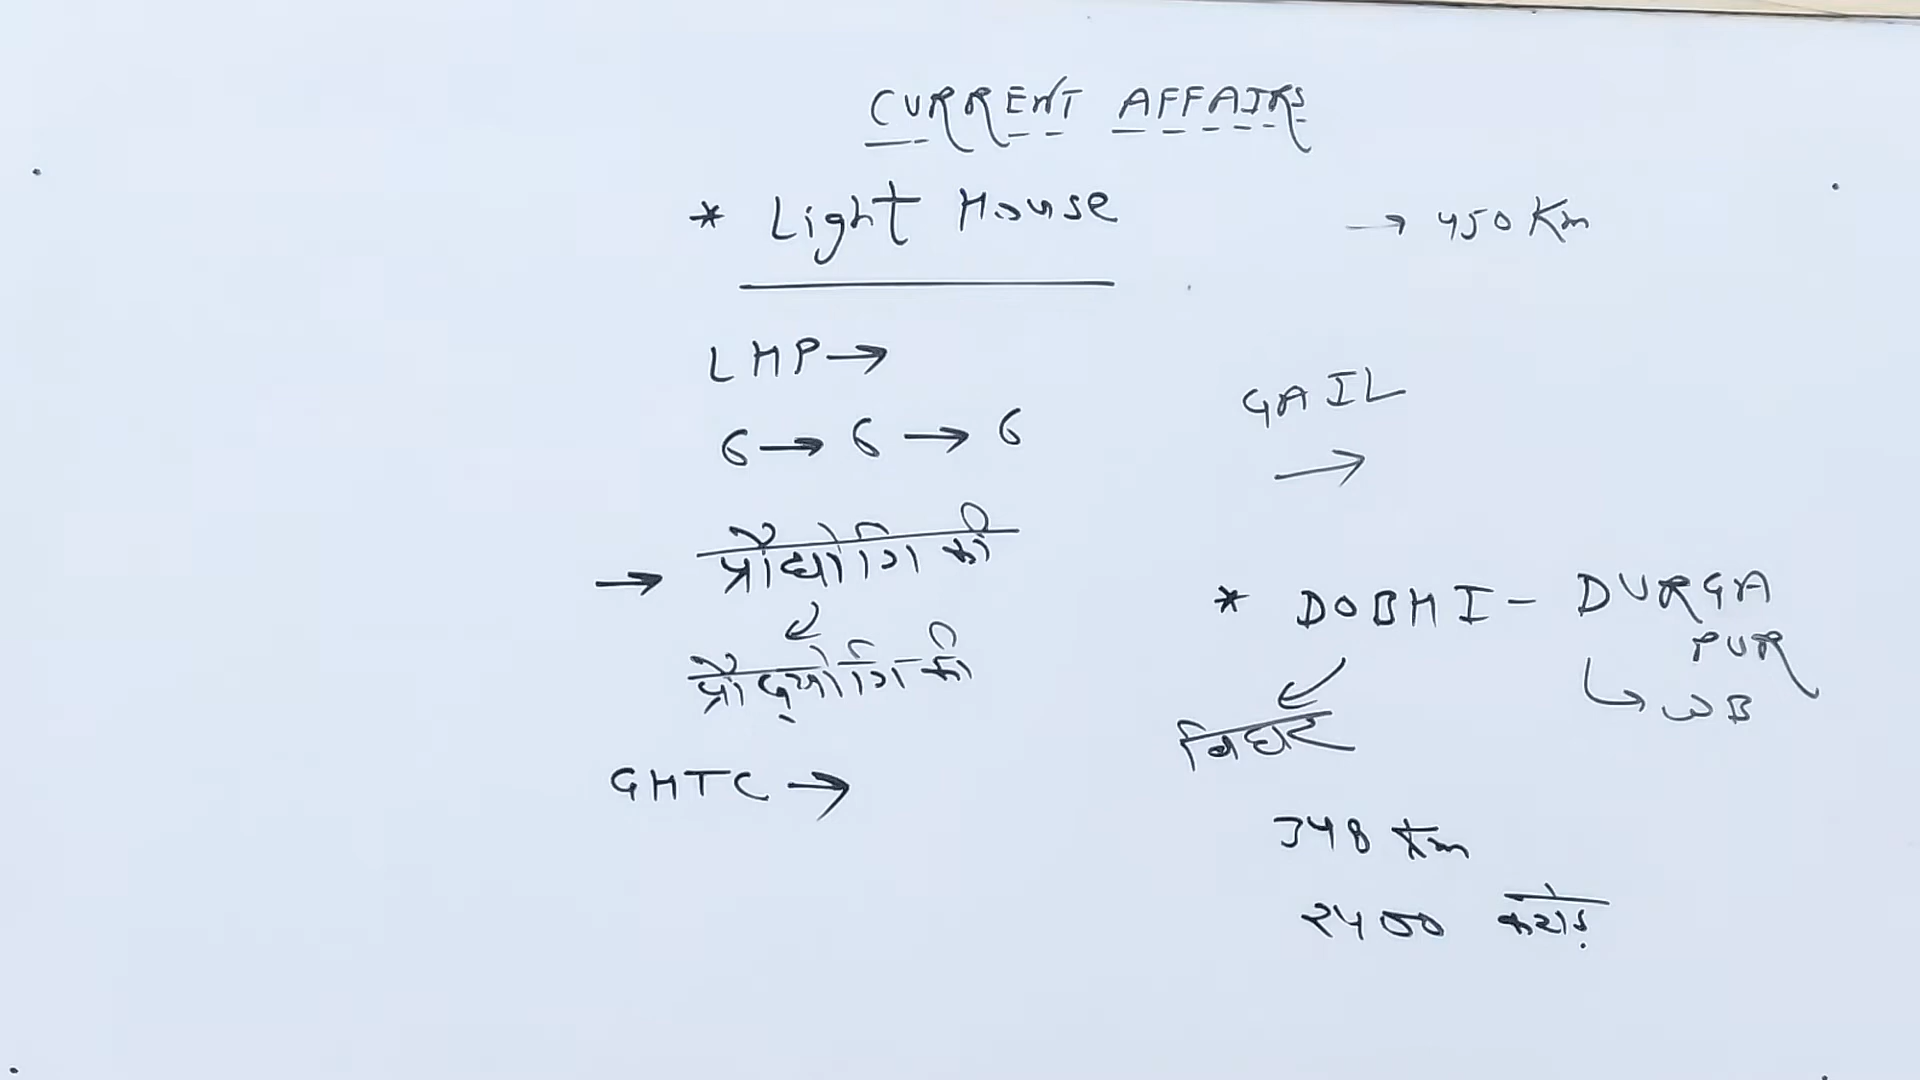 CURRENT AFFAIRS
* Light House
LHP →
6 → 6 → 6
→ प्रौद्योगिकी
प्रौद्‌योगिकी
GHTC →
→ 450 Km
GAIL
→
* DOBHI - DURGA
PUR
↳ WB
348 Km
2400 करोड़